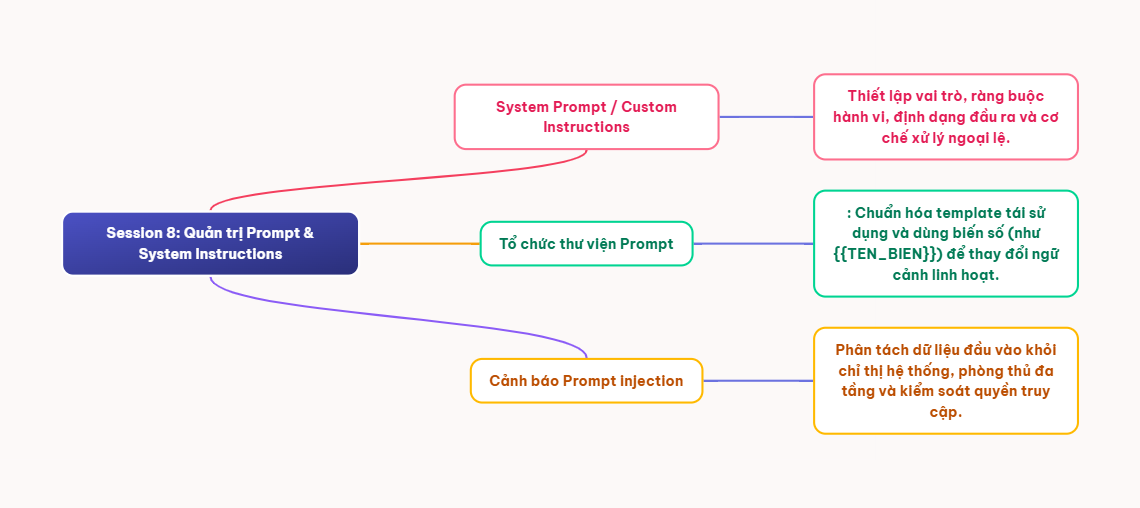 Session 8: Quản trị Prompt &
System Instructions
System Prompt / Custom
Instructions
Thiết lập vai trò, ràng buộc
hành vi, định dạng đầu ra và cơ
chế xử lý ngoại lệ.
Tổ chức thư viện Prompt
: Chuẩn hóa template tái sử
dụng và dùng biến số (như
{{TEN_BIEN}}) để thay đổi ngữ
cảnh linh hoạt.
Cảnh báo Prompt Injection
Phân tách dữ liệu đầu vào khỏi
chỉ thị hệ thống, phòng thủ đa
tầng và kiểm soát quyền truy
cập.